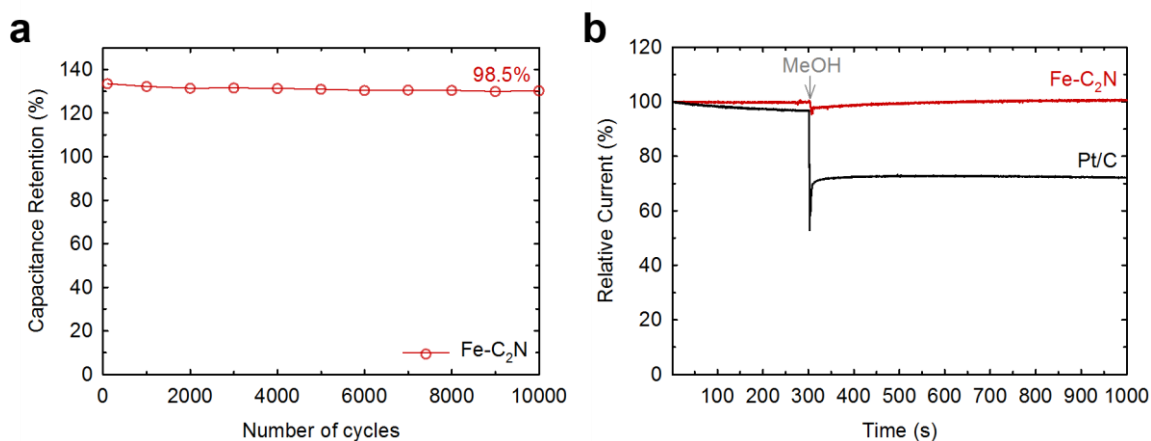 a
Capacitance Retention (%)
140
120
100
80
60
40
20
0
98.5%
Fe-C₂N
0 2000 4000 6000 8000 10000
Number of cycles
b
Relative Current (%)
120
100
80
60
40
20
0
MeOH
Fe-C₂N
Pt/C
100 200 300 400 500 600 700 800 900 1000
Time (s)